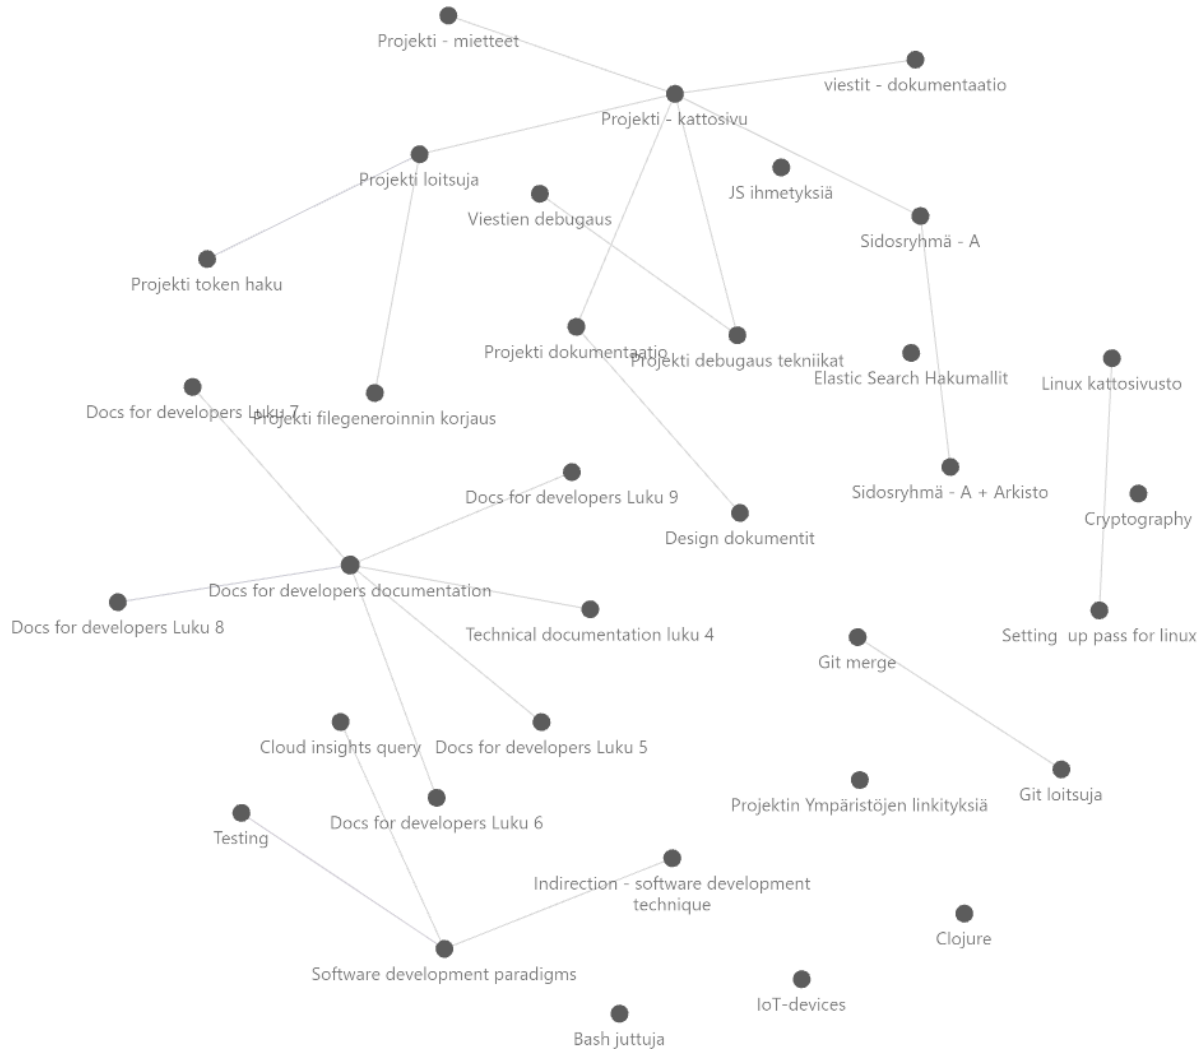 Projekti - mietteet
viestit - dokumentaatio
Projekti - kattosivu
Projekti loitsuja
JS ihmetyksiä
Viestien debugaus
Sidosryhmä - A
Projekti token haku
Projekti dokumentaatio
Projekti debugaus tekniikat
Elastic Search Hakumallit
Linux kattosivusto
Docs for developers Luku 7
Projekti filegeneroinnin korjaus
Sidosryhmä - A + Arkisto
Docs for developers Luku 9
Cryptography
Design dokumentit
Docs for developers documentation
Docs for developers Luku 8
Technical documentation luku 4
Setting up pass for linux
Git merge
Cloud insights query
Docs for developers Luku 5
Git loitsuja
Projektin Ympäristöjen linkityksiä
Docs for developers Luku 6
Testing
Indirection - software development
technique
Clojure
Software development paradigms
IoT-devices
Bash juttuja